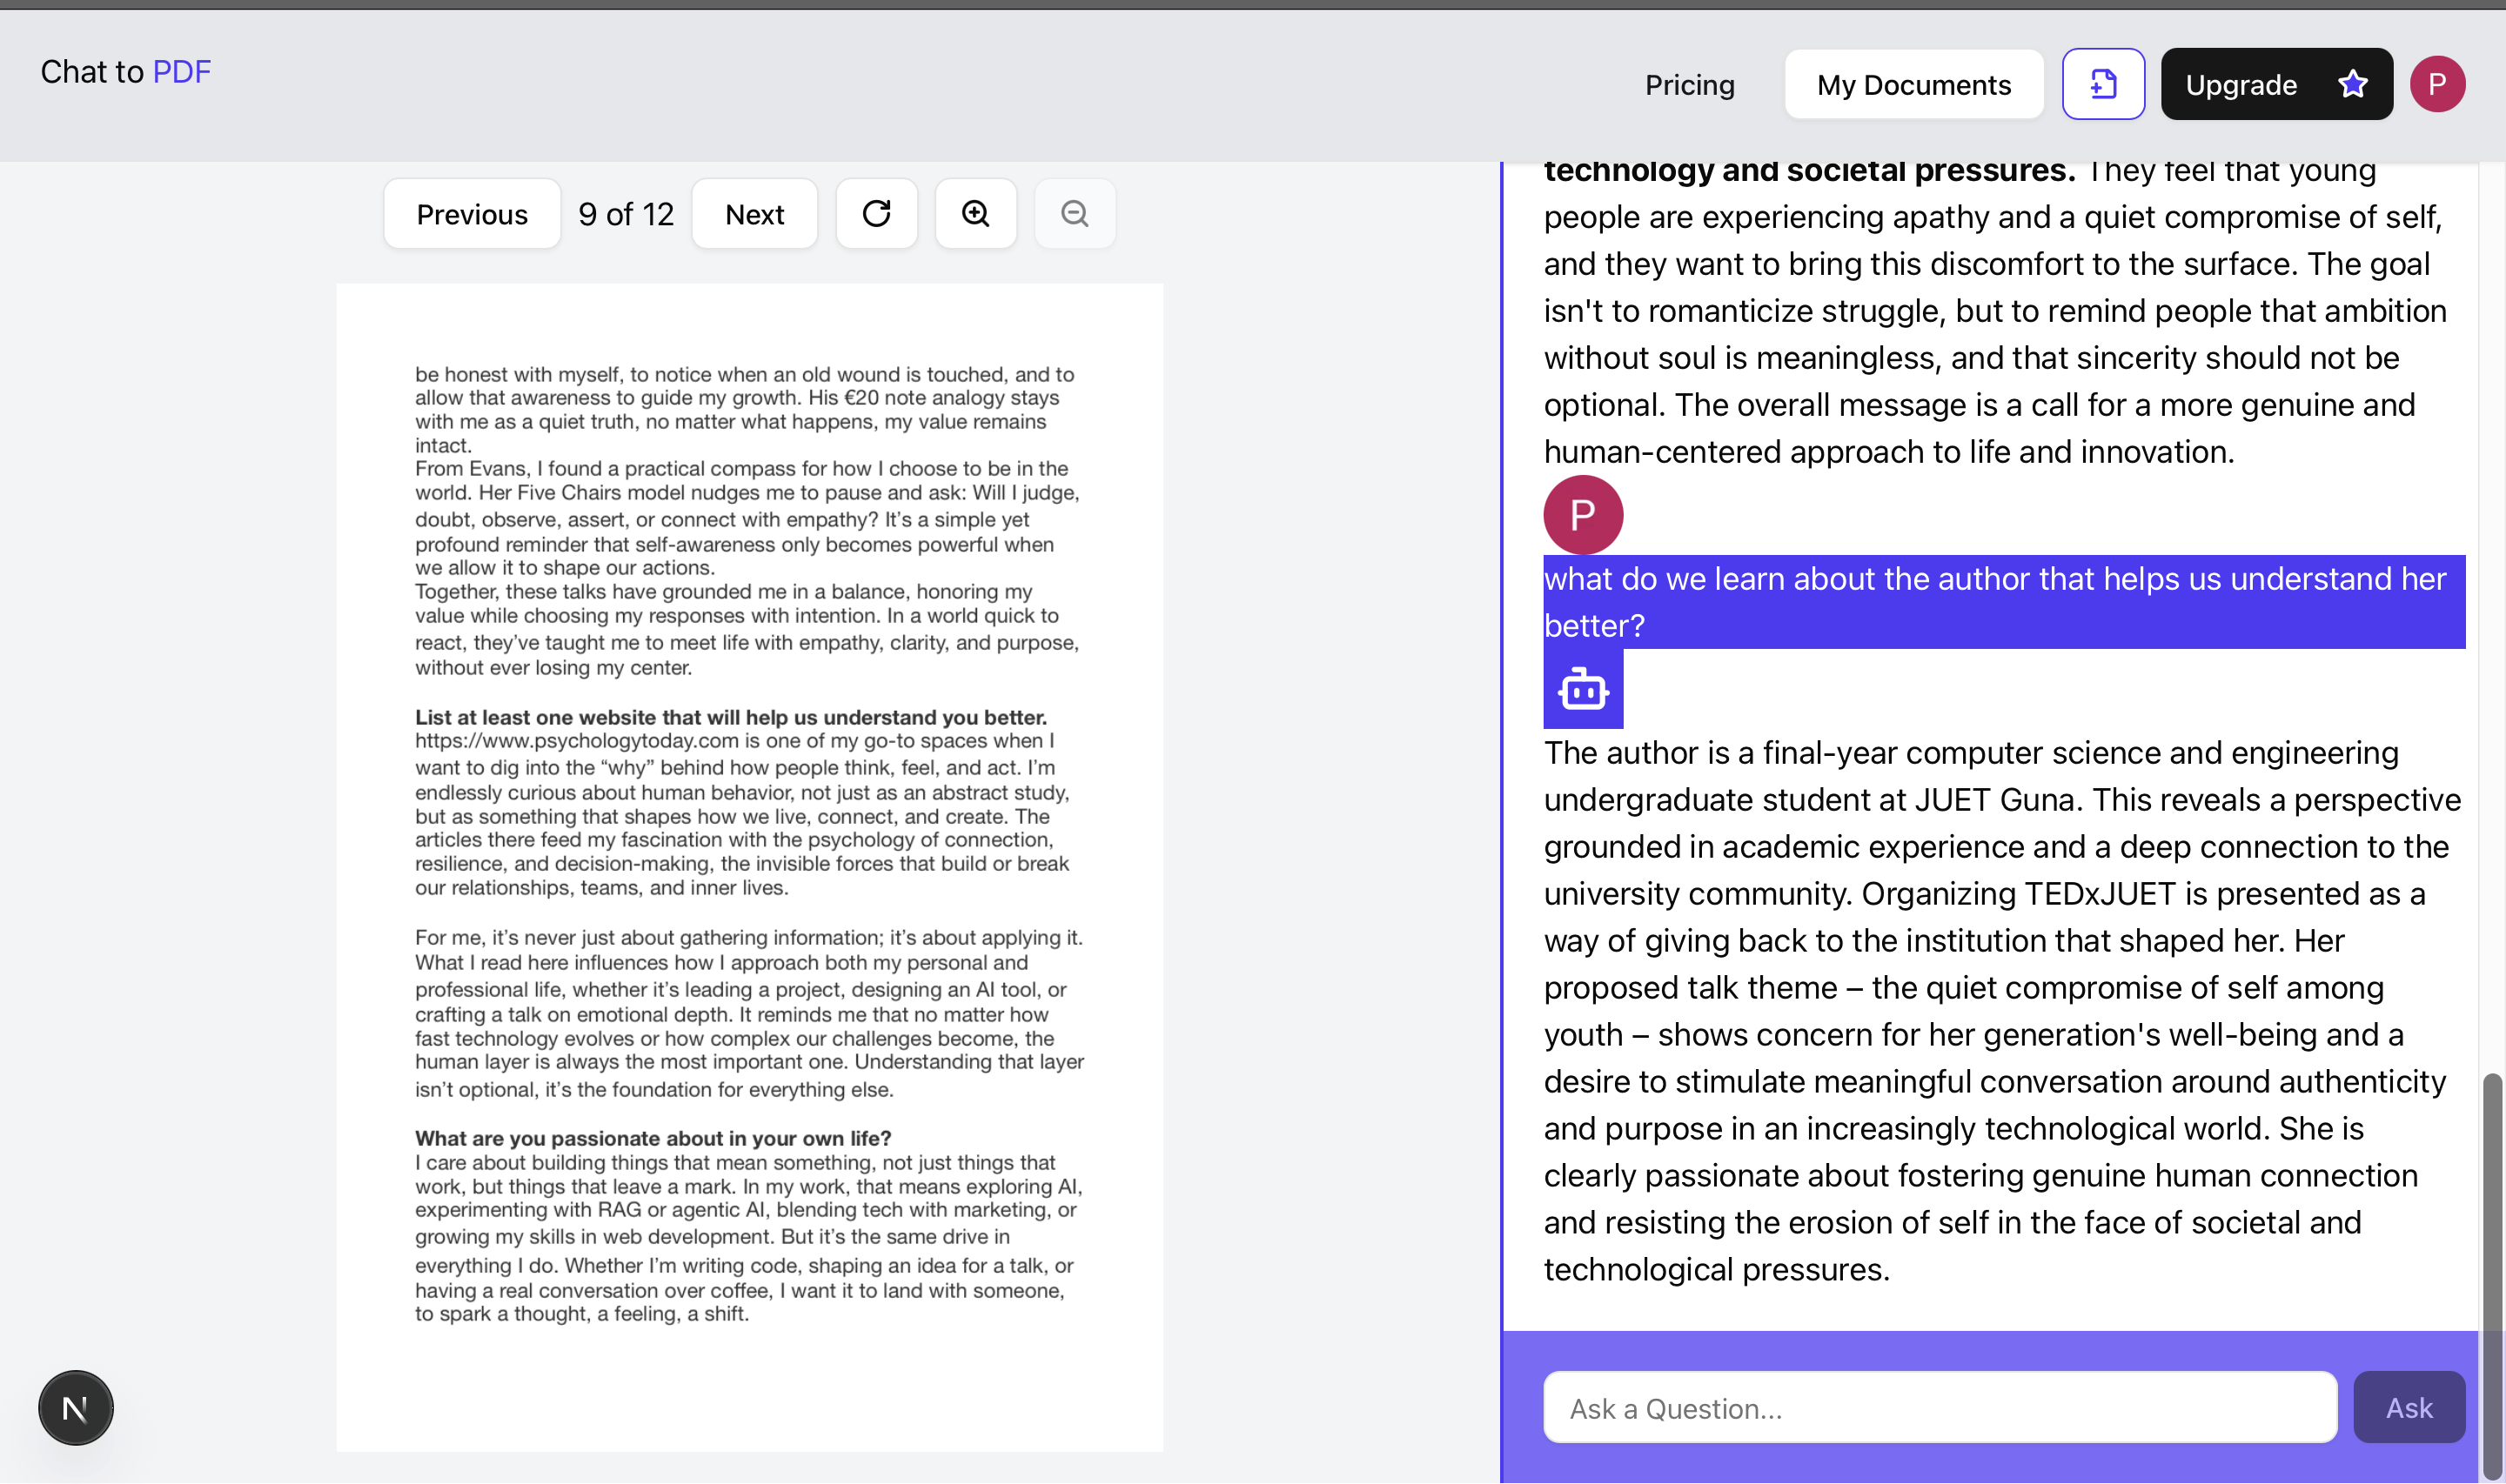 Chat to PDF
Pricing
My Documents
Upgrade
P
Previous
9 of 12
Next
be honest with myself, to notice when an old wound is touched, and to
allow that awareness to guide my growth. His €20 note analogy stays
with me as a quiet truth, no matter what happens, my value remains
intact.
From Evans, I found a practical compass for how I choose to be in the
world. Her Five Chairs model nudges me to pause and ask: Will I judge,
doubt, observe, assert, or connect with empathy? It’s a simple yet
profound reminder that self-awareness only becomes powerful when
we allow it to shape our actions.
Together, these talks have grounded me in a balance, honoring my
value while choosing my responses with intention. In a world quick to
react, they’ve taught me to meet life with empathy, clarity, and purpose,
without ever losing my center.
List at least one website that will help us understand you better.
https://www.psychologytoday.com is one of my go-to spaces when I
want to dig into the “why” behind how people think, feel, and act. I’m
endlessly curious about human behavior, not just as an abstract study,
but as something that shapes how we live, connect, and create. The
articles there feed my fascination with the psychology of connection,
resilience, and decision-making, the invisible forces that build or break
our relationships, teams, and inner lives.
For me, it’s never just about gathering information; it’s about applying it.
What I read here influences how I approach both my personal and
professional life, whether it’s leading a project, designing an AI tool, or
crafting a talk on emotional depth. It reminds me that no matter how
fast technology evolves or how complex our challenges become, the
human layer is always the most important one. Understanding that layer
isn’t optional, it’s the foundation for everything else.
What are you passionate about in your own life?
I care about building things that mean something, not just things that
work, but things that leave a mark. In my work, that means exploring AI,
experimenting with RAG or agentic AI, blending tech with marketing, or
growing my skills in web development. But it’s the same drive in
everything I do. Whether I’m writing code, shaping an idea for a talk, or
having a real conversation over coffee, I want it to land with someone,
to spark a thought, a feeling, a shift.
N
technology and societal pressures. They feel that young
people are experiencing apathy and a quiet compromise of self,
and they want to bring this discomfort to the surface. The goal
isn't to romanticize struggle, but to remind people that ambition
without soul is meaningless, and that sincerity should not be
optional. The overall message is a call for a more genuine and
human-centered approach to life and innovation.
P
what do we learn about the author that helps us understand her
better?
The author is a final-year computer science and engineering
undergraduate student at JUET Guna. This reveals a perspective
grounded in academic experience and a deep connection to the
university community. Organizing TEDxJUET is presented as a
way of giving back to the institution that shaped her. Her
proposed talk theme – the quiet compromise of self among
youth – shows concern for her generation's well-being and a
desire to stimulate meaningful conversation around authenticity
and purpose in an increasingly technological world. She is
clearly passionate about fostering genuine human connection
and resisting the erosion of self in the face of societal and
technological pressures.
Ask a Question...
Ask